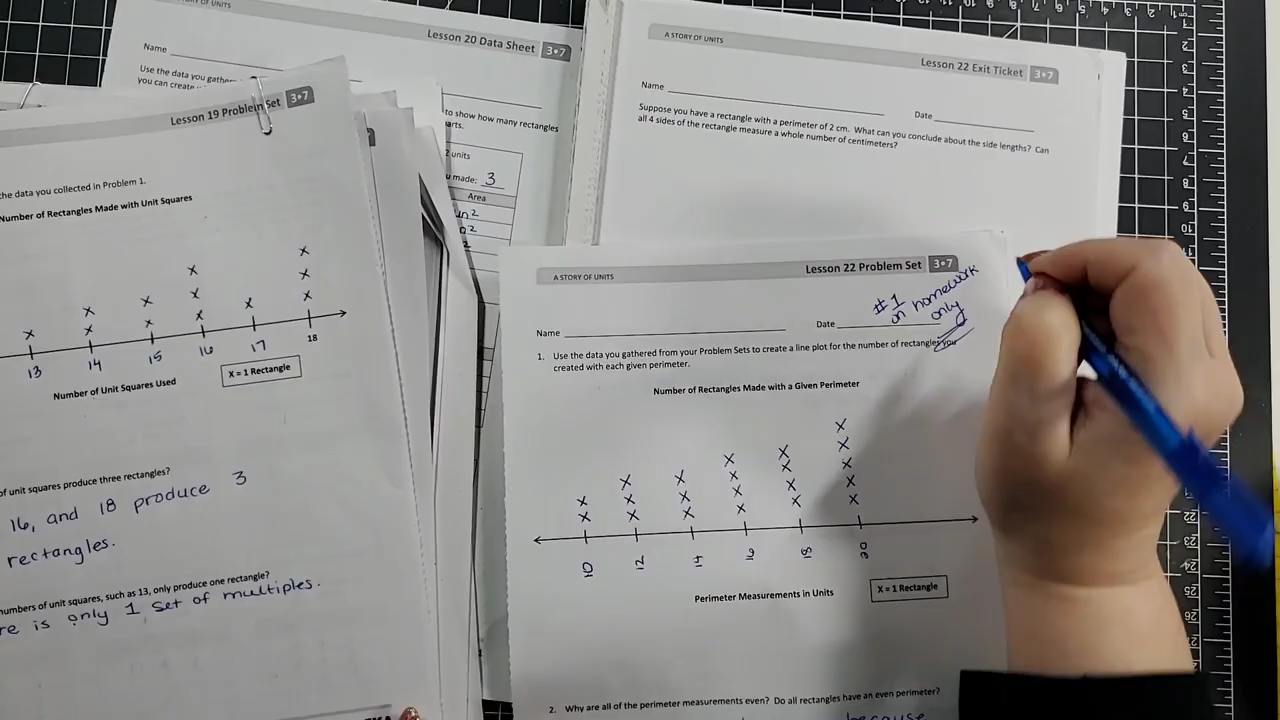 RY OF UNITS
Lesson 20 Data Sheet 3•7
Name
Use the data you gathe
you can create
to show how many rectangles
arts.
2 units
u made: 3
Area
un2
n2
2
A STORY OF UNITS
Lesson 22 Exit Ticket 3•7
Name
Date
Suppose you have a rectangle with a perimeter of 2 cm. What can you conclude about the side lengths? Can
all 4 sides of the rectangle measure a whole number of centimeters?
Lesson 19 Problem Set 3•7
the data you collected in Problem 1.
Number of Rectangles Made with Unit Squares
x
x x
x x x x
x x x x x x
13 14 15 16 17 18
Number of Unit Squares Used
X = 1 Rectangle
of unit squares produce three rectangles?
16, and 18 produce 3
rectangles.
numbers of unit squares, such as 13, only produce one rectangle?
re is only 1 set of multiples.
A STORY OF UNITS
Lesson 22 Problem Set 3•7
#1
on homework
only
Name
Date
1. Use the data you gathered from your Problem Sets to create a line plot for the number of rectangles you
created with each given perimeter.
Number of Rectangles Made with a Given Perimeter
x
x x x
x x x x x
x x x x x x
x x x x x x
10 12 14 16 18 20
Perimeter Measurements in Units
X = 1 Rectangle
2. Why are all of the perimeter measurements even? Do all rectangles have an even perimeter?
because